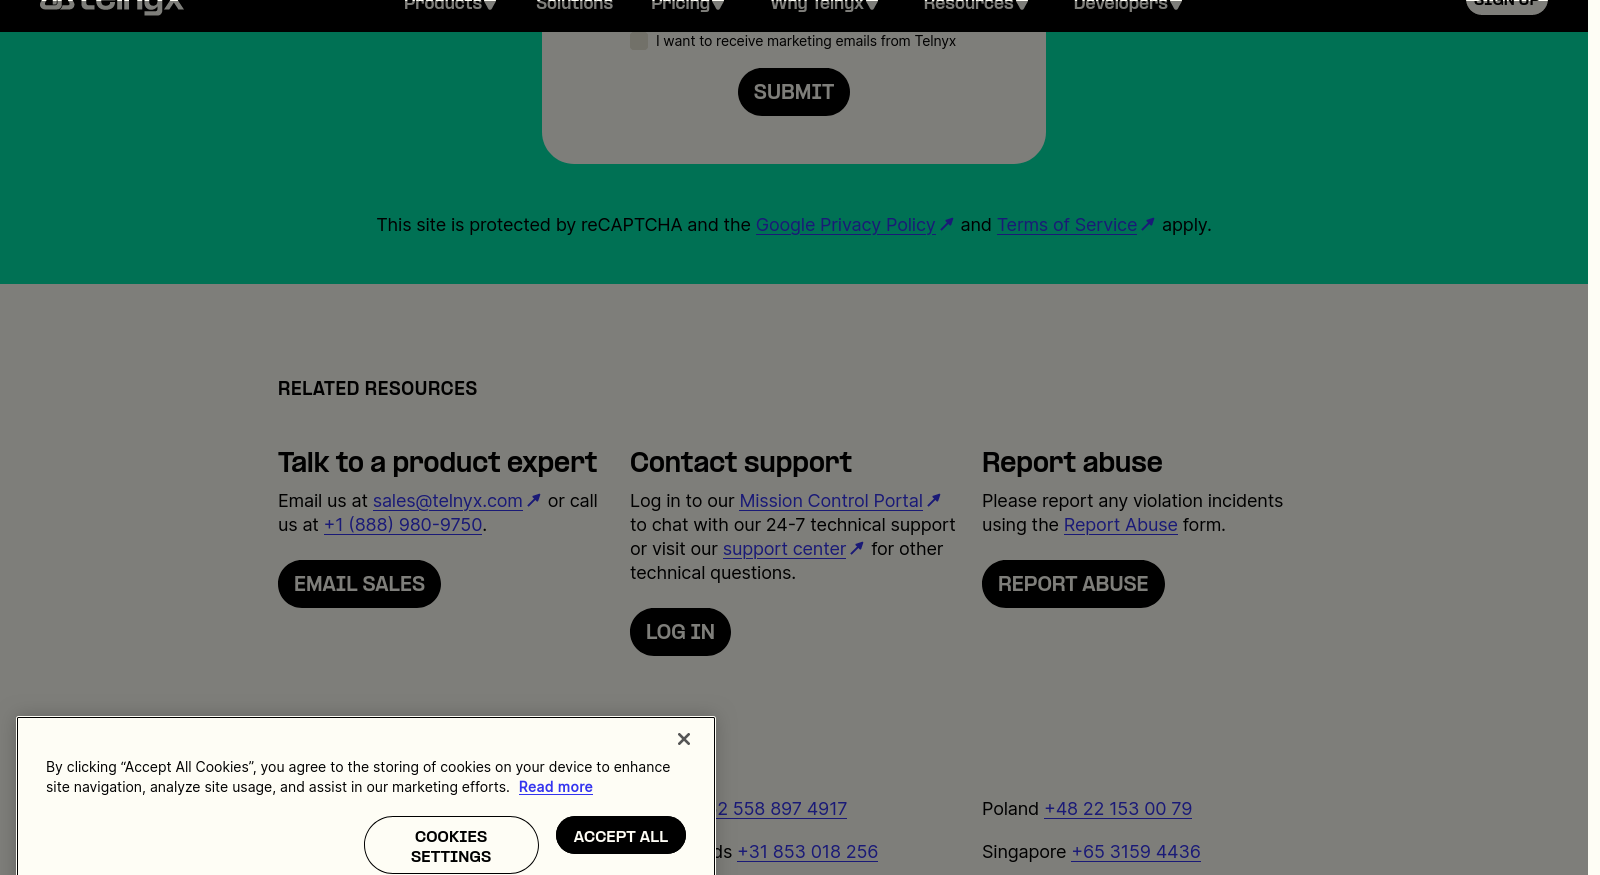 telnyx
Products Solutions Pricing Why Telnyx Resources Developers SIGN UP
I want to receive marketing emails from Telnyx
SUBMIT
This site is protected by reCAPTCHA and the Google Privacy Policy and Terms of Service apply.
RELATED RESOURCES
Talk to a product expert
Email us at sales@telnyx.com or call
us at +1 (888) 980-9750.
EMAIL SALES
Contact support
Log in to our Mission Control Portal
to chat with our 24-7 technical support
or visit our support center for other
technical questions.
LOG IN
Report abuse
Please report any violation incidents
using the Report Abuse form.
REPORT ABUSE
By clicking “Accept All Cookies”, you agree to the storing of cookies on your device to enhance
site navigation, analyze site usage, and assist in our marketing efforts. Read more
COOKIES
SETTINGS
ACCEPT ALL
2 558 897 4917
Poland +48 22 153 00 79
ds +31 853 018 256
Singapore +65 3159 4436